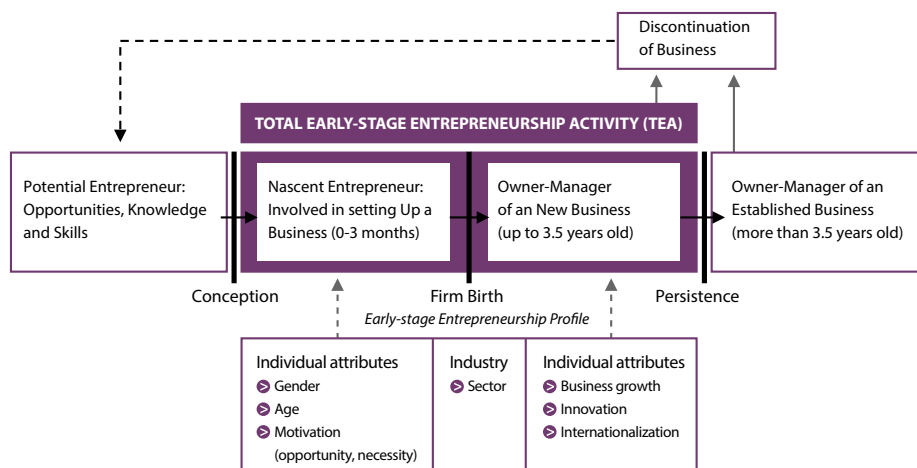 Discontinuation
of Business
TOTAL EARLY-STAGE ENTREPRENEURSHIP ACTIVITY (TEA)
Potential Entrepreneur:
Opportunities, Knowledge
and Skills
Nascent Entrepreneur:
Involved in setting Up a
Business (0-3 months)
Owner-Manager
of an New Business
(up to 3.5 years old)
Owner-Manager of an
Established Business
(more than 3.5 years old)
Conception
Firm Birth
Persistence
Early-stage Entrepreneurship Profile
Individual attributes
Gender
Age
Motivation
(opportunity, necessity)
Industry
Sector
Individual attributes
Business growth
Innovation
Internationalization